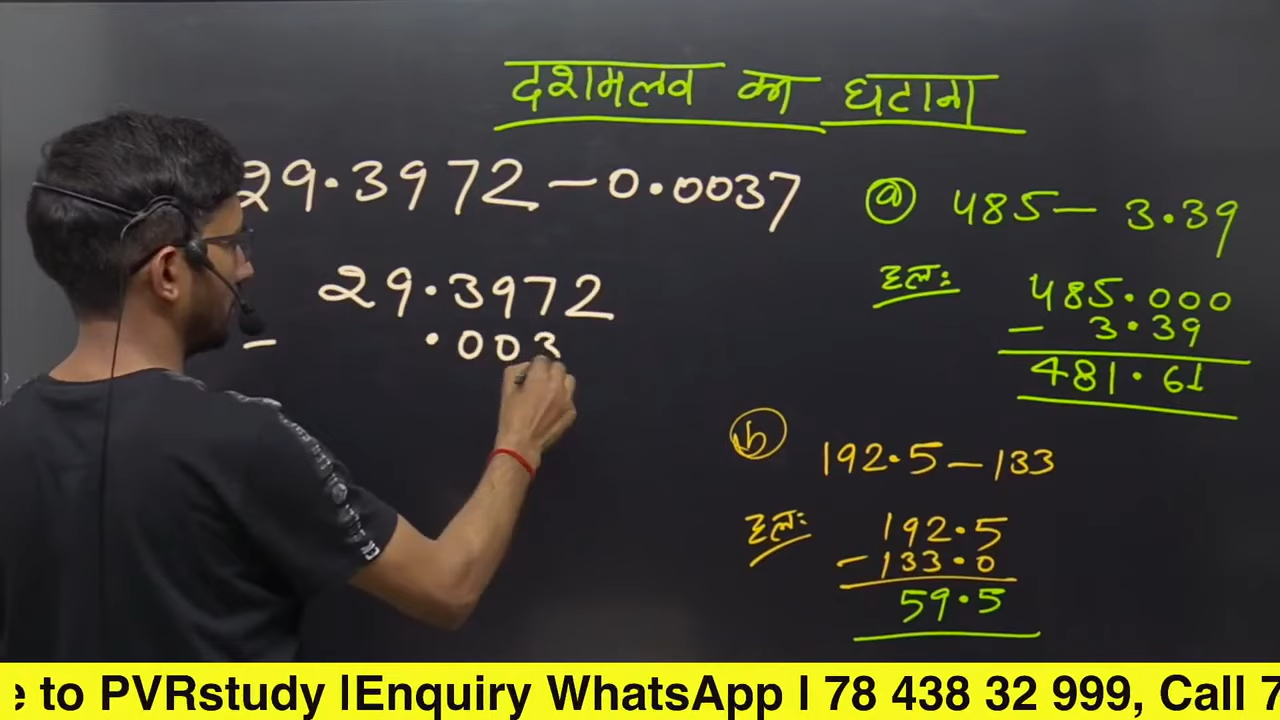 दशमलव का घटाना
29.3972 - 0.0037
29.3972
- .003
(a) 485 - 3.39
हल:
485.000
- 3.39
481.61
(b) 192.5 - 133
हल:
192.5
- 133.0
59.5
e to PVRstudy |Enquiry WhatsApp | 78 438 32 999, Call 7